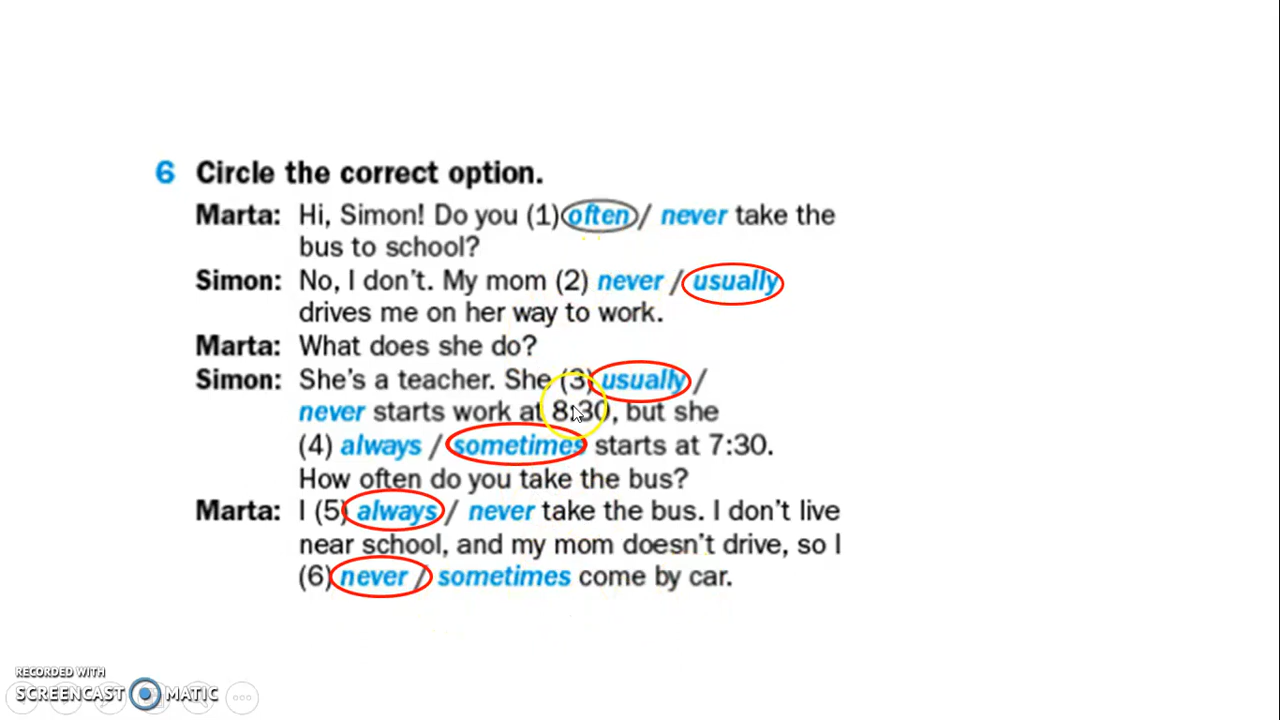 6 Circle the correct option.
Marta: Hi, Simon! Do you (1) often / never take the
bus to school?
Simon: No, I don't. My mom (2) never / usually
drives me on her way to work.
Marta: What does she do?
Simon: She's a teacher. She (3) usually /
never starts work at 8:30, but she
(4) always / sometimes starts at 7:30.
How often do you take the bus?
Marta: I (5) always / never take the bus. I don't live
near school, and my mom doesn't drive, so I
(6) never / sometimes come by car.
RECORDED WITH
SCREENCAST MATIC